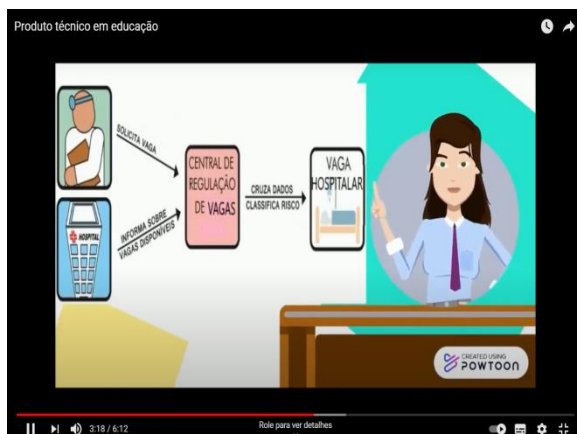 Produto técnico em educação
SOLICITA VAGA
INFORMA SOBRE
VAGAS DISPONÍVEIS
HOSPITAL
CENTRAL DE
REGULAÇÃO
DE VAGAS
CRUZA DADOS
CLASSIFICA RISCO
VAGA
HOSPITALAR
CREATED USING
POWTOON
3:18 / 6:12
Role para ver detalhes